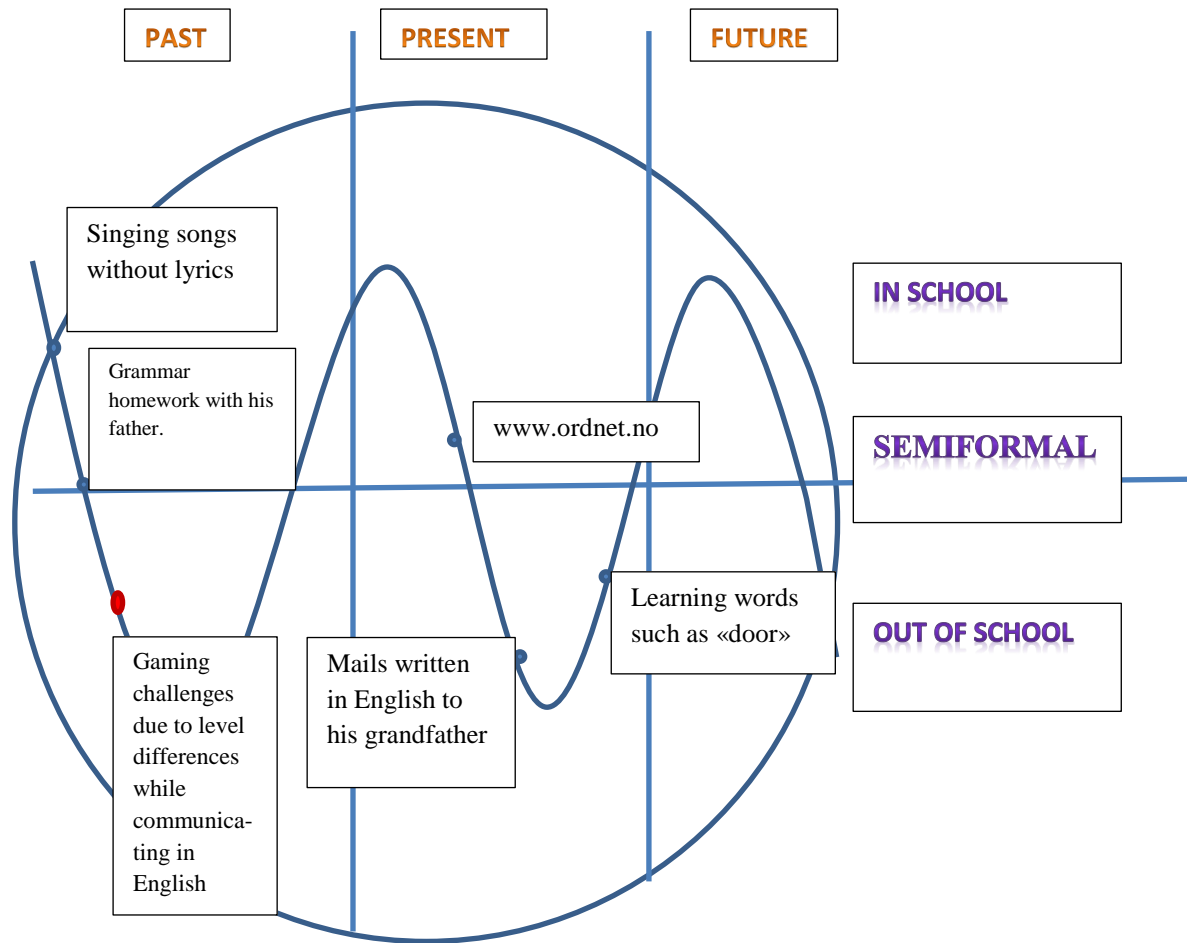 PAST
PRESENT
FUTURE
Singing songs
without lyrics
IN SCHOOL
Grammar
homework with his
father.
www.ordnet.no
SEMIFORMAL
Learning words
such as «door»
OUT OF SCHOOL
Gaming
challenges
due to level
differences
while
communica-
ting in
English
Mails written
in English to
his grandfather